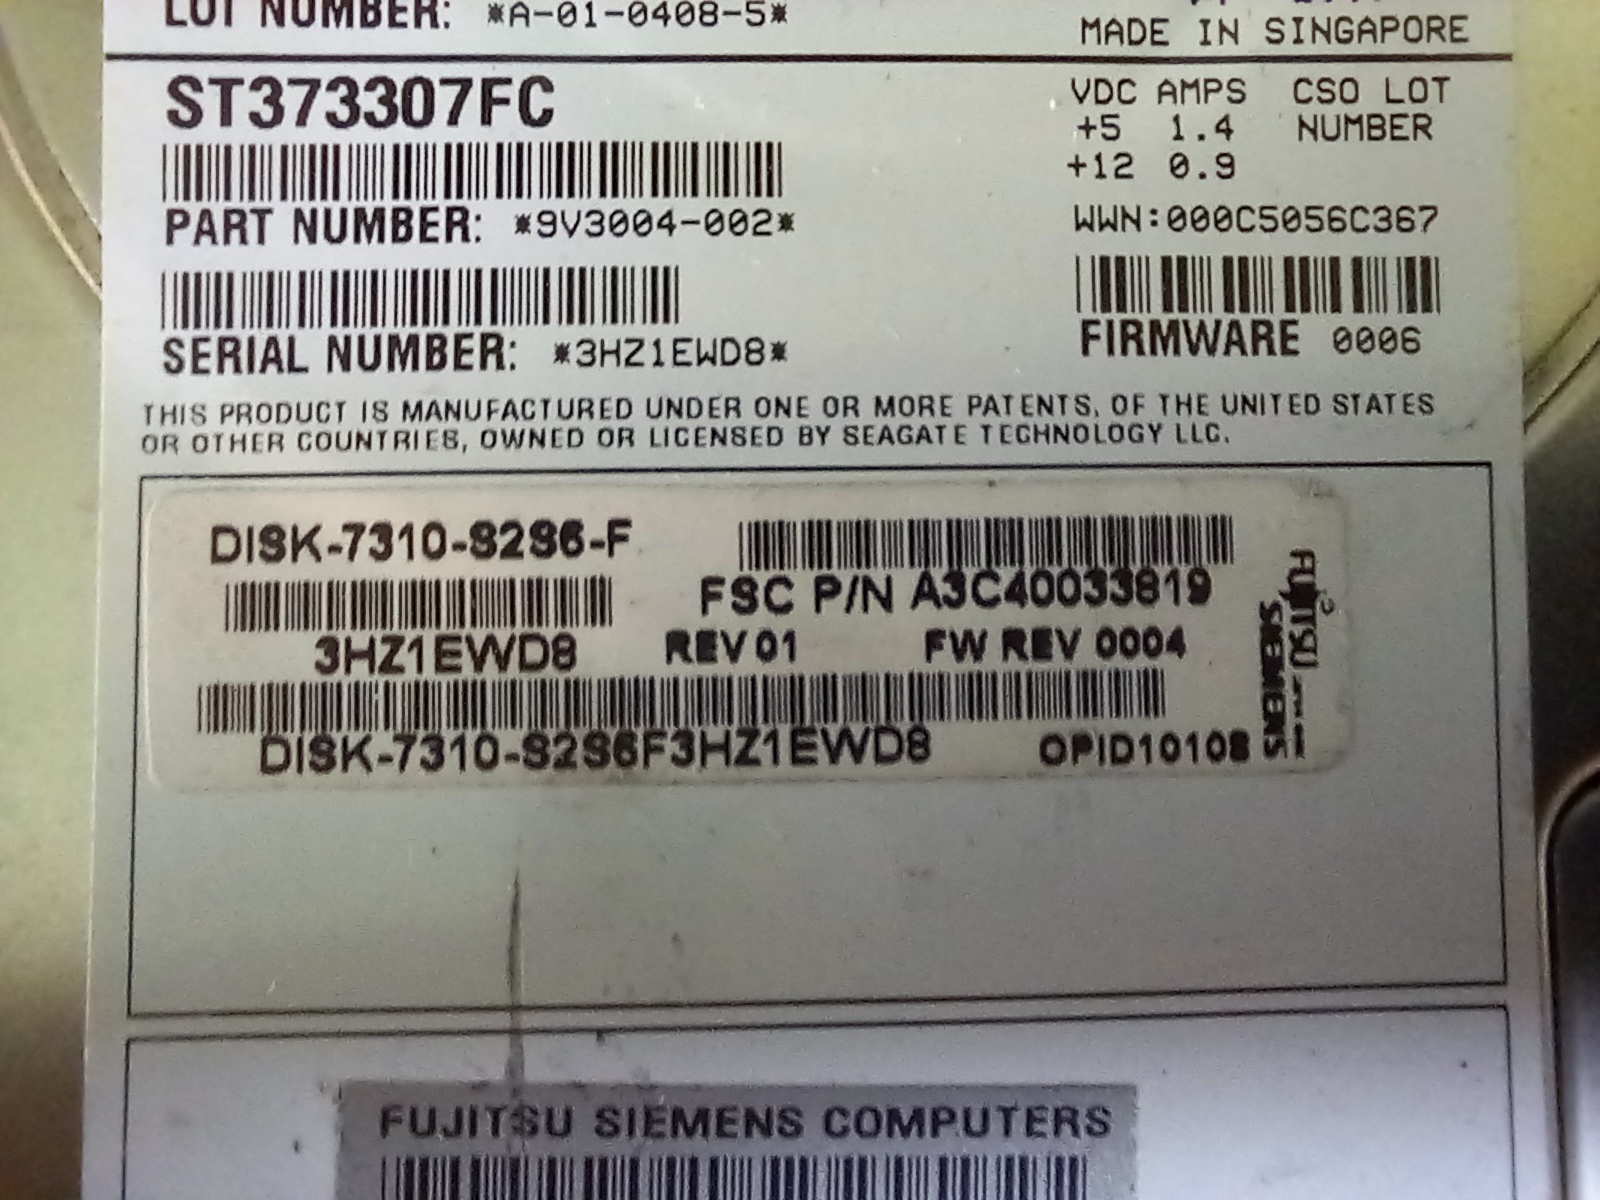 LOT NUMBER: *A-01-0408-5*
MADE IN SINGAPORE
ST373307FC
VDC AMPS CSO LOT
+5 1.4 NUMBER
+12 0.9
PART NUMBER: *9V3004-002*
WWN:000C5056C367
SERIAL NUMBER: *3HZ1EWD8*
FIRMWARE 0006
THIS PRODUCT IS MANUFACTURED UNDER ONE OR MORE PATENTS, OF THE UNITED STATES
OR OTHER COUNTRIES, OWNED OR LICENSED BY SEAGATE TECHNOLOGY LLC.
DISK-7310-S2S6-F
FSC P/N A3C40033819
3HZ1EWD8 REV 01 FW REV 0004
DISK-7310-S2S6F3HZ1EWD8 OPID10108
FUJITSU
SIEMENS
FUJITSU SIEMENS COMPUTERS